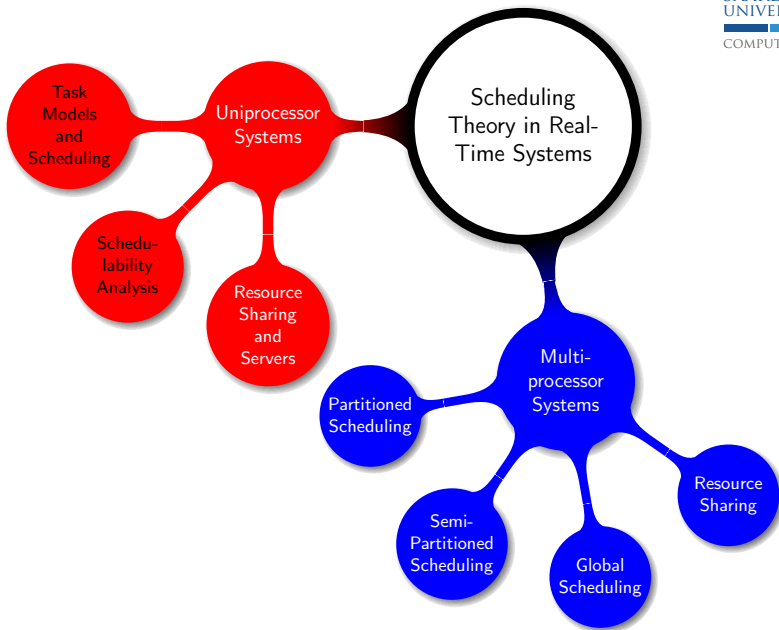 UNIVER
COMPUT
Scheduling
Theory in Real-
Time Systems
Uniprocessor
Systems
Task
Models
and
Scheduling
Schedu-
lability
Analysis
Resource
Sharing
and
Servers
Multi-
processor
Systems
Partitioned
Scheduling
Semi-
Partitioned
Scheduling
Global
Scheduling
Resource
Sharing